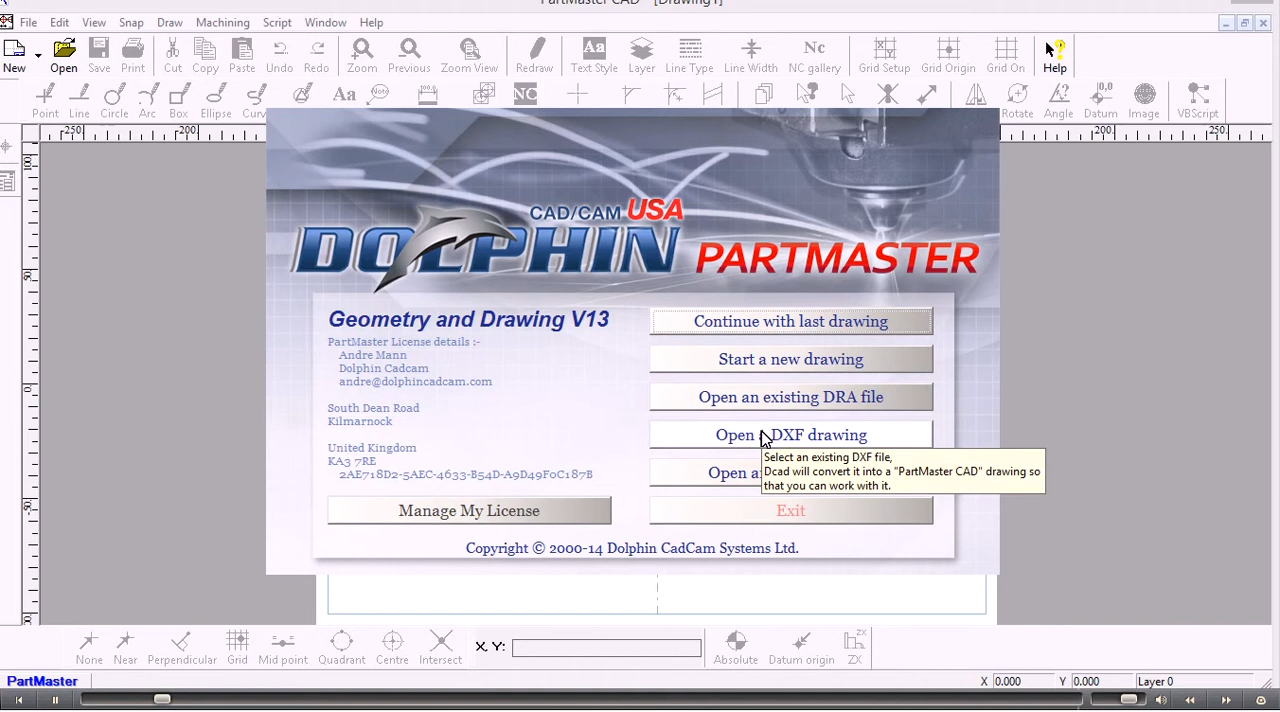 PartMaster CAD - [Drawing1]
File Edit View Snap Draw Machining Script Window Help
New Open Save Print Cut Copy Paste Undo Redo Zoom Previous Zoom View Redraw Text Style Layer Line Type Line Width NC gallery Grid Setup Grid Origin Grid On Help
Point Line Circle Arc Box Ellipse Rotate Angle Datum Image VBScript
250 200 200 250
CAD/CAM USA
DOLPHIN PARTMASTER
Geometry and Drawing V13
PartMaster License details :-
Andre Mann
Dolphin Cadcam
andre@dolphincadcam.com
South Dean Road
Kilmarnock
United Kingdom
KA3 7RE
2AE718D2-5AEC-4633-B54D-A9D49F0C187B
Manage My License
Continue with last drawing
Start a new drawing
Open an existing DRA file
Open DXF drawing
Select an existing DXF file,
Dcad will convert it into a "PartMaster CAD" drawing so
that you can work with it.
Open
Exit
Copyright © 2000-14 Dolphin CadCam Systems Ltd.
None Near Perpendicular Grid Mid point Quadrant Centre Intersect X, Y: Absolute Datum origin ZX
PartMaster X 0.000 Y 0.000 Layer 0